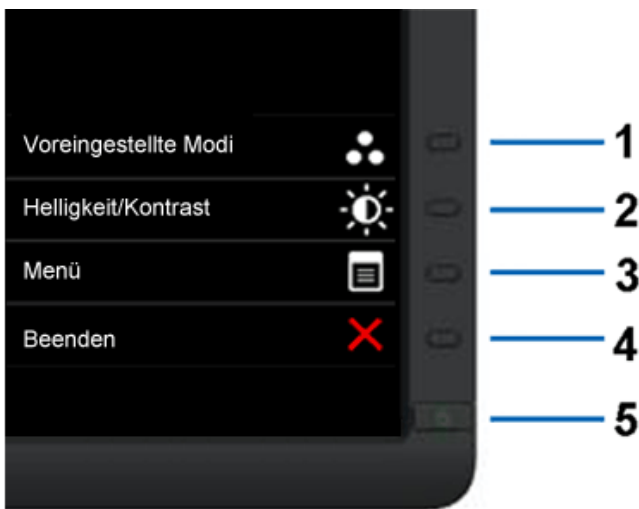 Voreingestellte Modi 1
Helligkeit/Kontrast 2
Menü 3
Beenden 4
5